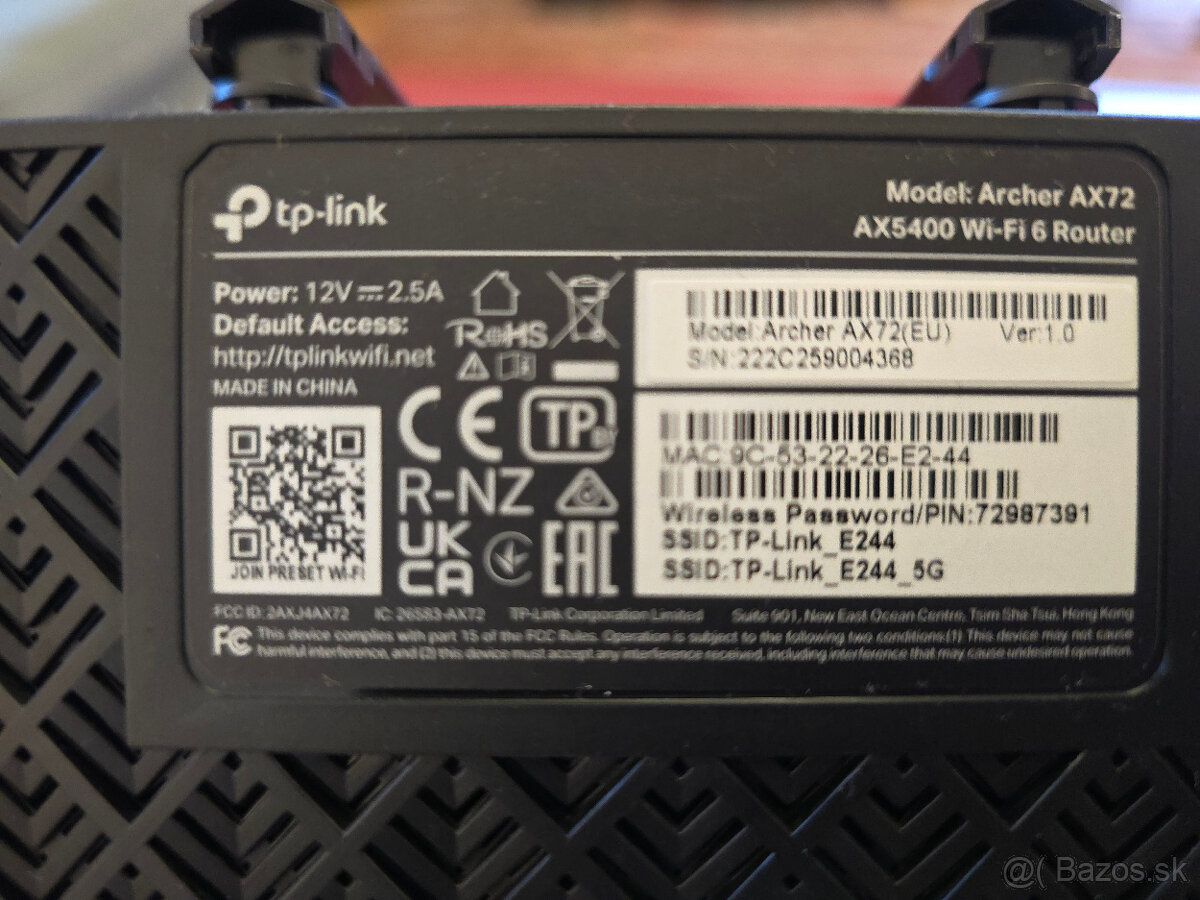 tp-link
Model: Archer AX72
AX5400 Wi-Fi 6 Router
Power: 12V ⎓ 2.5A
Default Access:
http://tplinkwifi.net
MADE IN CHINA
RoHS
JOIN PRESET WI-FI
CE
TP
R-NZ
UK
CA
EAC
Model:Archer AX72(EU) Ver:1.0
S/N:222C259004368
MAC:9C-53-22-26-E2-44
Wireless Password/PIN:72987391
SSID:TP-Link_E244
SSID:TP-Link_E244_5G
FCC ID: 2AXJ4AX72 IC: 26583-AX72 TP-Link Corporation Limited Suite 901, New East Ocean Centre, Tsim Sha Tsui, Hong Kong
FC This device complies with part 15 of the FCC Rules. Operation is subject to the following two conditions:(1) This device may not cause
harmful interference, and (2) this device must accept any interference received, including interference that may cause undesired operation.
@( Bazos.sk